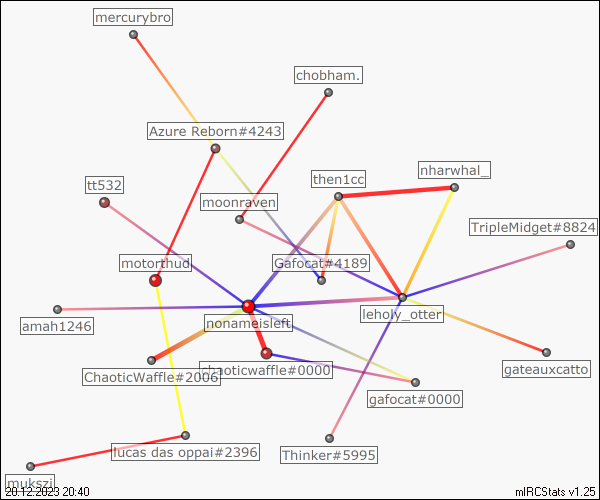 mercurybro
chobham.
Azure Reborn#4243
nharwhal_
then1cc
tt532
moonraven
TripleMidget#8824
motorthud
Gafocat#4189
leholy_otter
amah1246
nonameisleft
gateauxcatto
ChaoticWaffle#2006
chaoticwaffle#0000
gafocat#0000
lucas das oppai#2396
Thinker#5995
mukszi
20.12.2023 20:40
mIRCStats v1.25